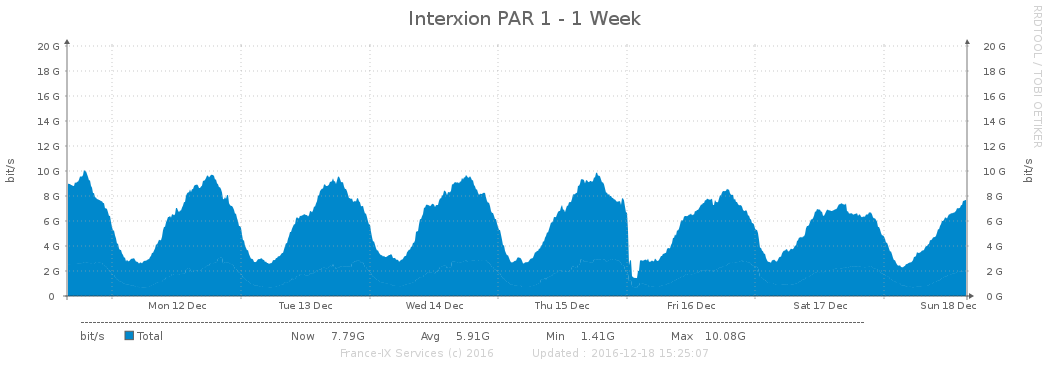 Interxion PAR 1 - 1 Week
RRDTOOL / TOBI OETIKER
bit/s
bit/s
20 G 20 G
18 G 18 G
16 G 16 G
14 G 14 G
12 G 12 G
10 G 10 G
8 G 8 G
6 G 6 G
4 G 4 G
2 G 2 G
0 0 G
Mon 12 Dec Tue 13 Dec Wed 14 Dec Thu 15 Dec Fri 16 Dec Sat 17 Dec Sun 18 Dec
bit/s Total Now 7.79G Avg 5.91G Min 1.41G Max 10.08G
France-IX Services (c) 2016 Updated : 2016-12-18 15:25:07